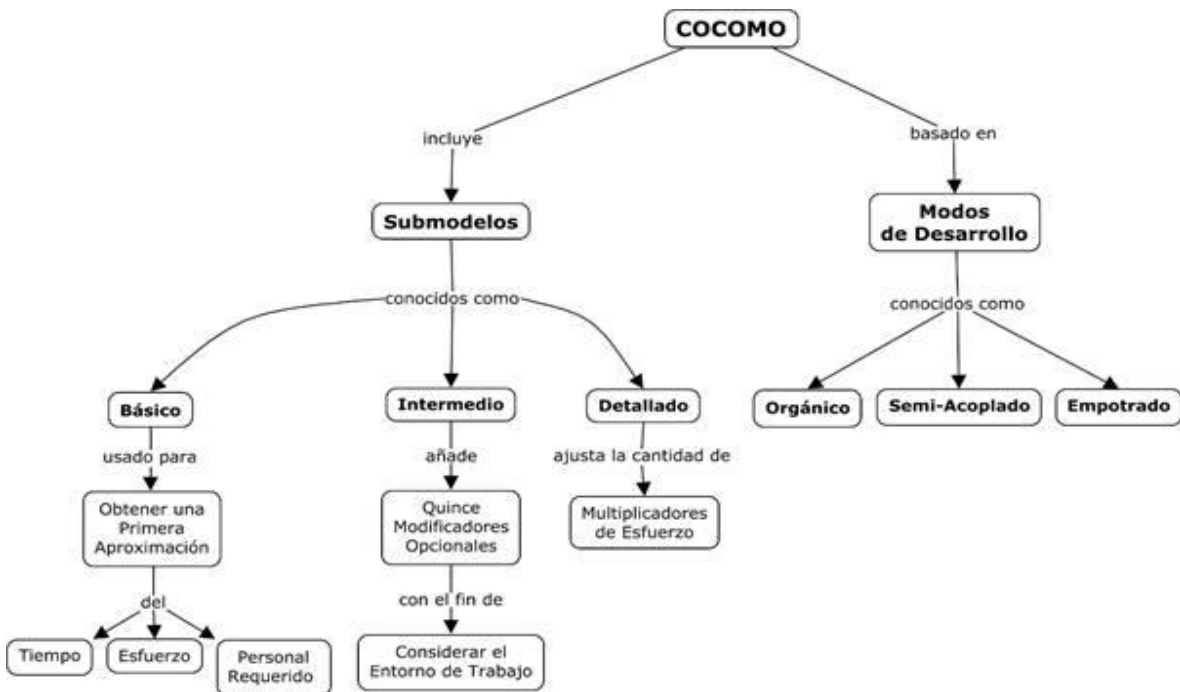 COCOMO
incluye
basado en
Submodelos
Modos
de Desarrollo
conocidos como
conocidos como
Básico
Intermedio
Detallado
Orgánico
Semi-Acoplado
Empotrado
usado para
añade
ajusta la cantidad de
Obtener una
Primera
Aproximación
Quince
Modificadores
Opcionales
Multiplicadores
de Esfuerzo
del
con el fin de
Tiempo
Esfuerzo
Personal
Requerido
Considerar el
Entorno de Trabajo